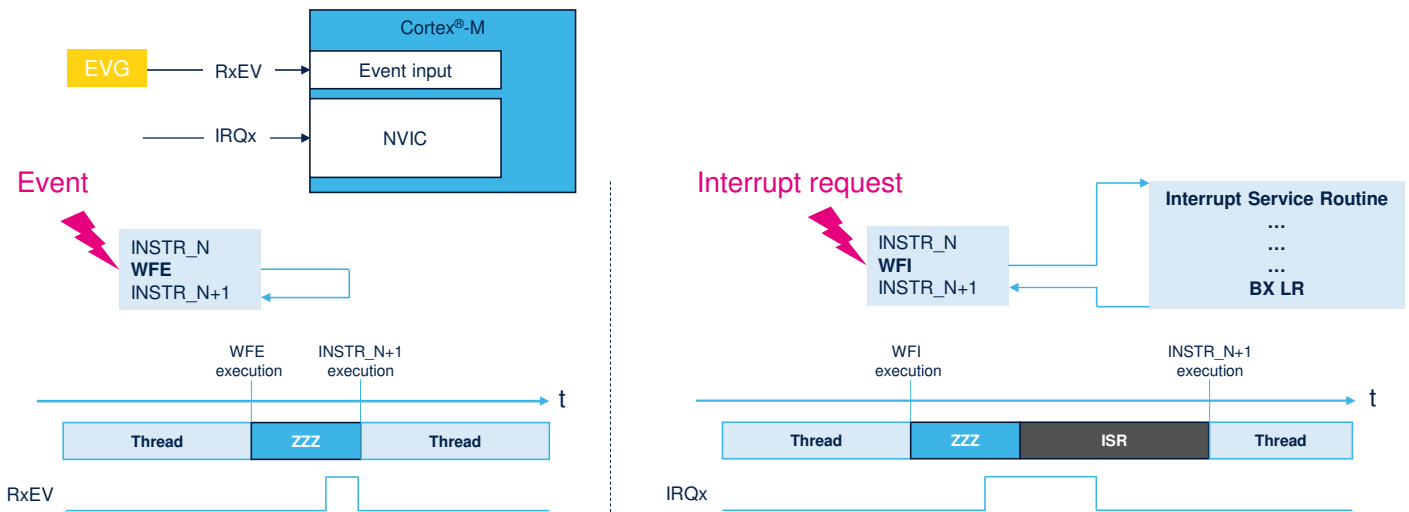 Cortex®-M
EVG
RxEV
Event input
IRQx
NVIC
Event
INSTR_N
WFE
INSTR_N+1
WFE
execution
INSTR_N+1
execution
t
Thread
ZZZ
Thread
RxEV
Interrupt request
INSTR_N
WFI
INSTR_N+1
Interrupt Service Routine
...
...
...
BX LR
WFI
execution
INSTR_N+1
execution
t
Thread
ZZZ
ISR
Thread
IRQx